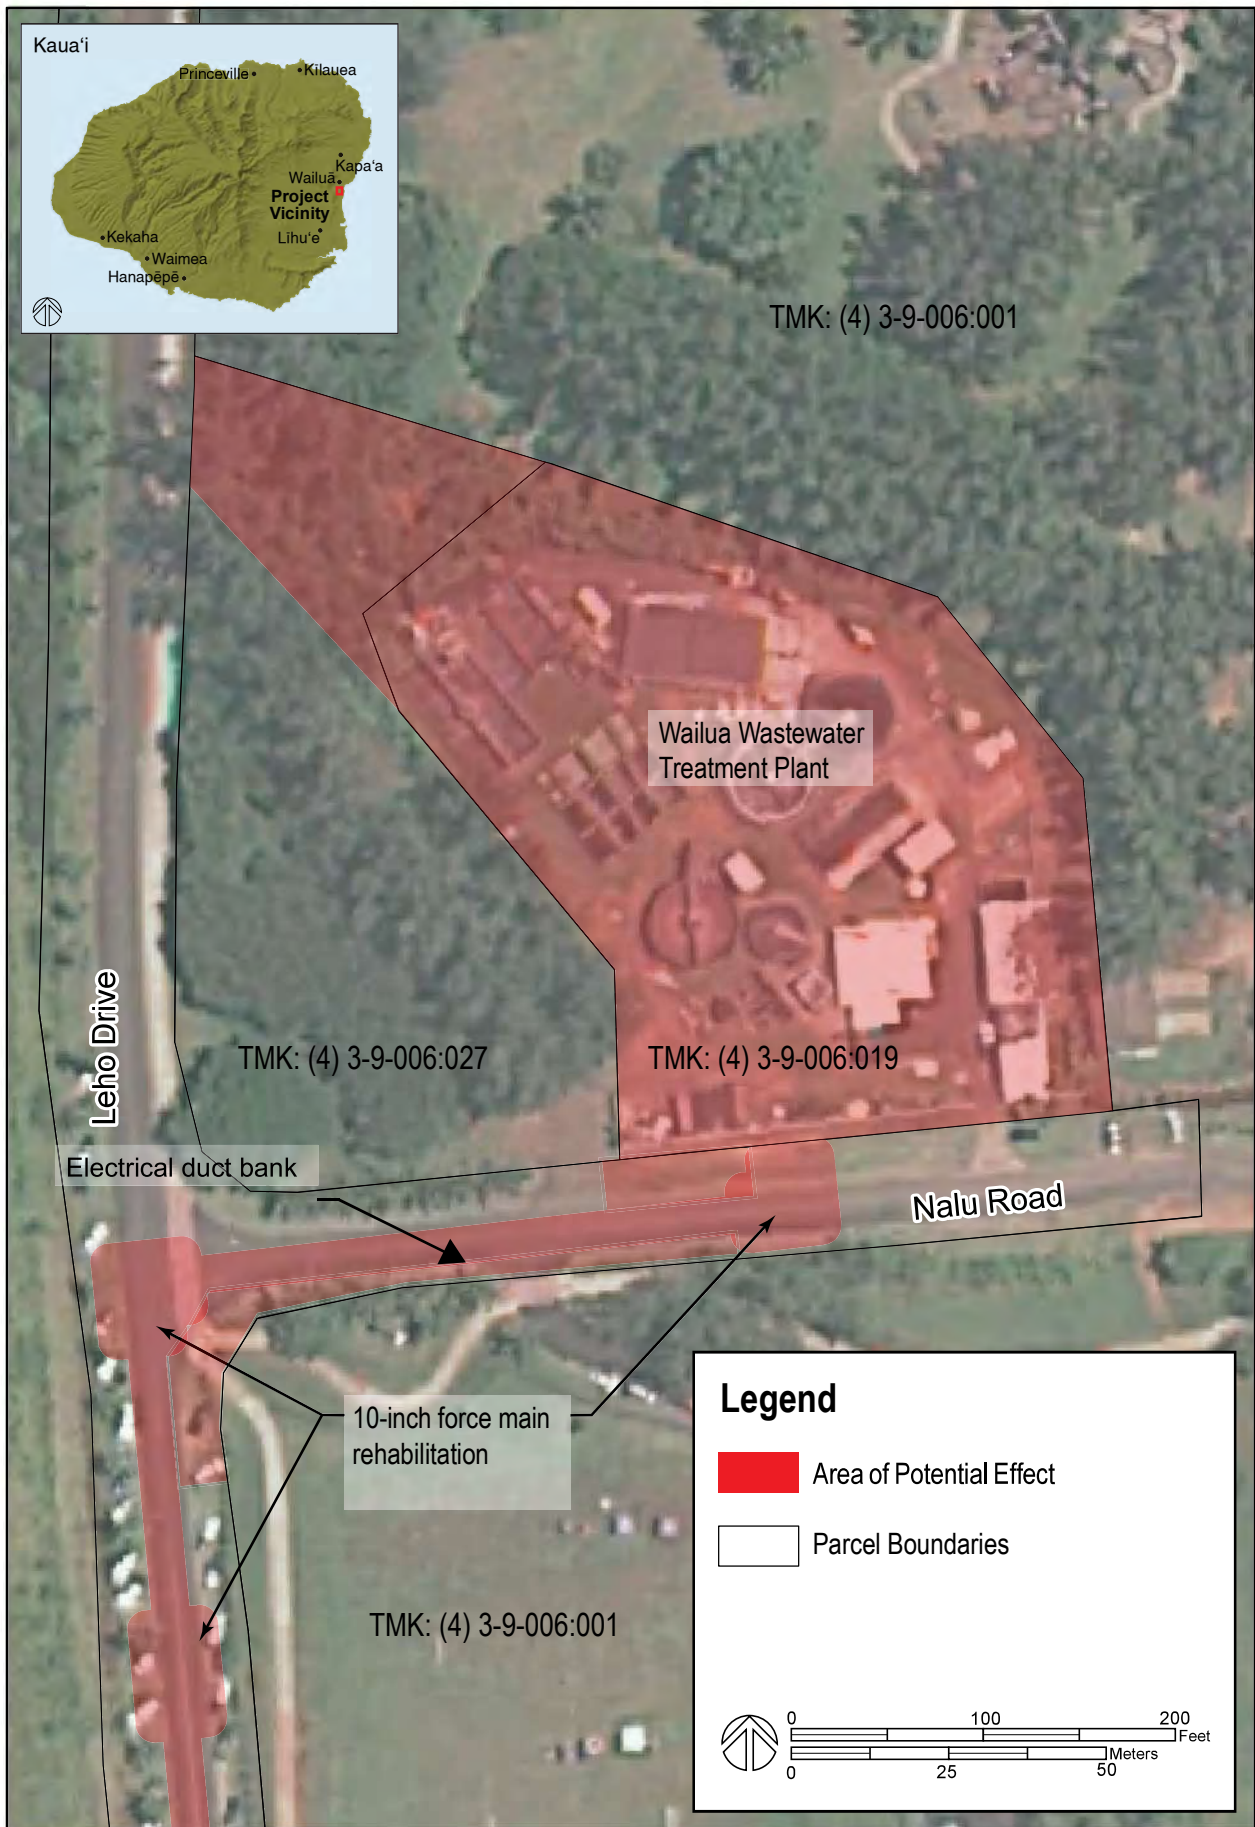 Kaua‘i
Princeville
Kīlauea
Kapa‘a
Wailuā
Project
Vicinity
Līhu‘e
Kekaha
Waimea
Hanapēpē
TMK: (4) 3-9-006:001
Wailua Wastewater
Treatment Plant
Leho Drive
TMK: (4) 3-9-006:027
TMK: (4) 3-9-006:019
Electrical duct bank
Nalu Road
10-inch force main
rehabilitation
TMK: (4) 3-9-006:001
Legend
Area of Potential Effect
Parcel Boundaries
0 100 200
Feet
Meters
0 25 50